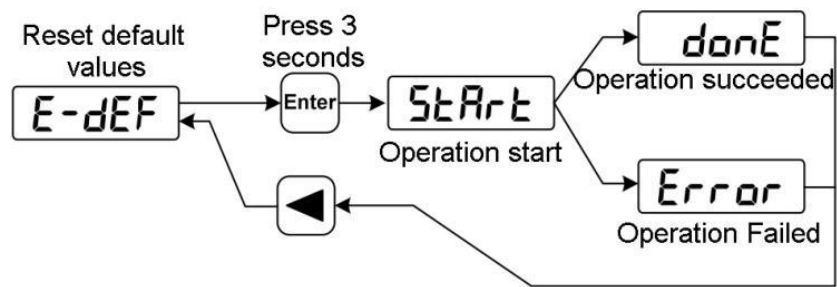 Reset default
values
E-dEF
Press 3
seconds
Enter
StArt
Operation start
donE
Operation succeeded
Error
Operation Failed